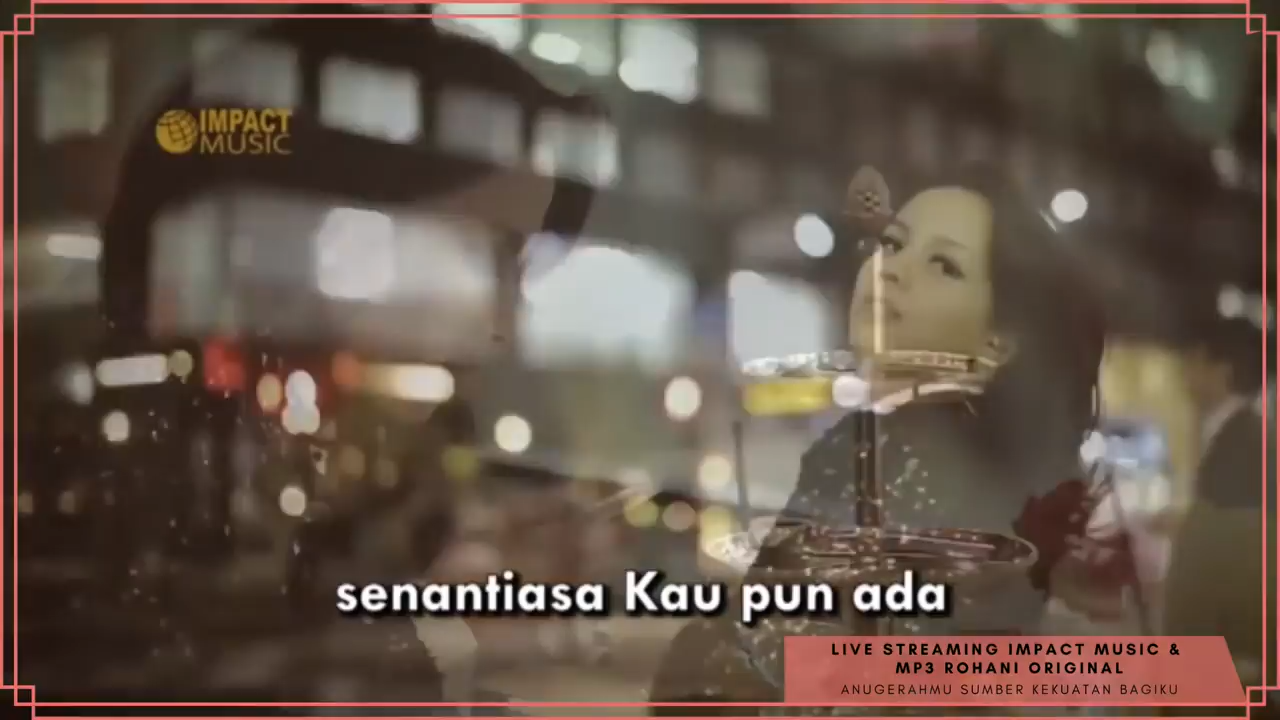 IMPACT
MUSIC
senantiasa Kau pun ada
LIVE STREAMING IMPACT MUSIC &
MP3 ROHANI ORIGINAL
ANUGERAHMU SUMBER KEKUATAN BAGIKU